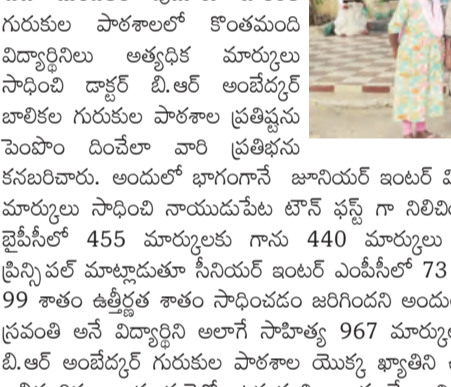 గురుకుల పాఠశాలలో కొంతమంది
విద్యార్థినిలు అత్యధిక మార్కులు
సాధించి డాక్టర్ బి.ఆర్ అంబేద్కర్
బాలికల గురుకుల పాఠశాల ప్రతిష్టను
పెంపొం దించేలా వారి ప్రతిభను
కనబరిచారు. అందులో భాగంగానే జూనియర్ ఇంటర్
మార్కులు సాధించి నాయుడుపేట టౌన్ ఫస్ట్ గా
బైపీసీలో 455 మార్కులకు గాను 440 మార్కులు
ప్రిన్సిపల్ మాట్లాడుతూ సీనియర్ ఇంటర్ ఎంపీసీలో 73
99 శాతం ఉత్తీర్ణత శాతం సాధించడం జరిగిందని
స్రవంతి అనే విద్యార్థిని అలాగే సాహిత్య 967
బి.ఆర్ అంబేద్కర్ గురుకుల పాఠశాల యొక్క ఖ్యాతిని